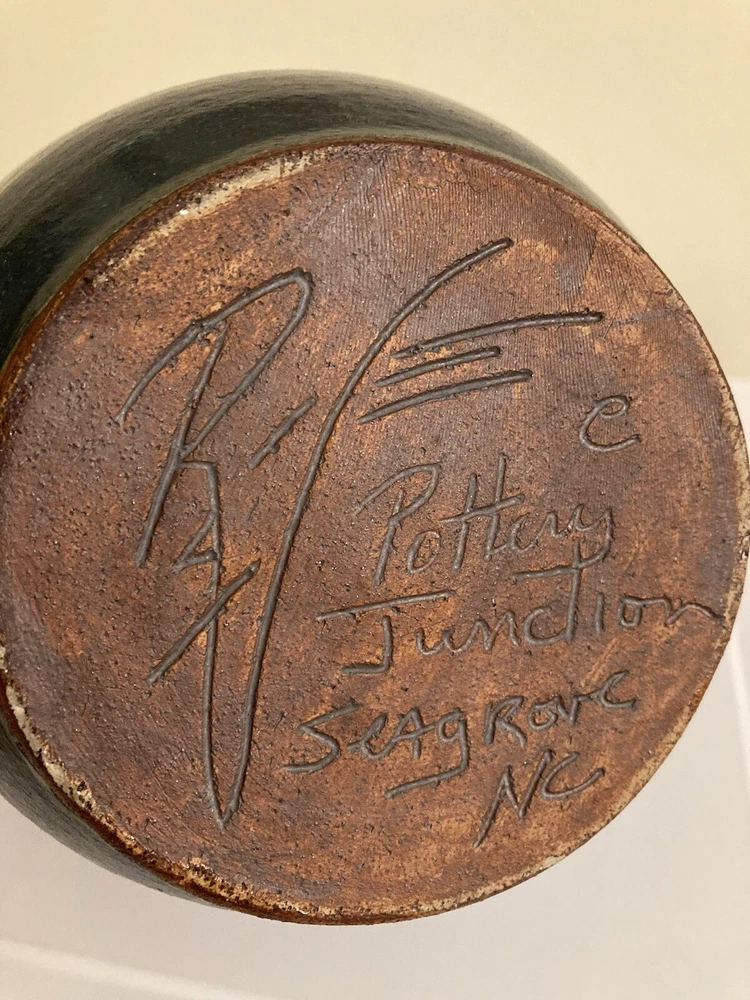 e
Pottery
Junction
Seagrove
NC